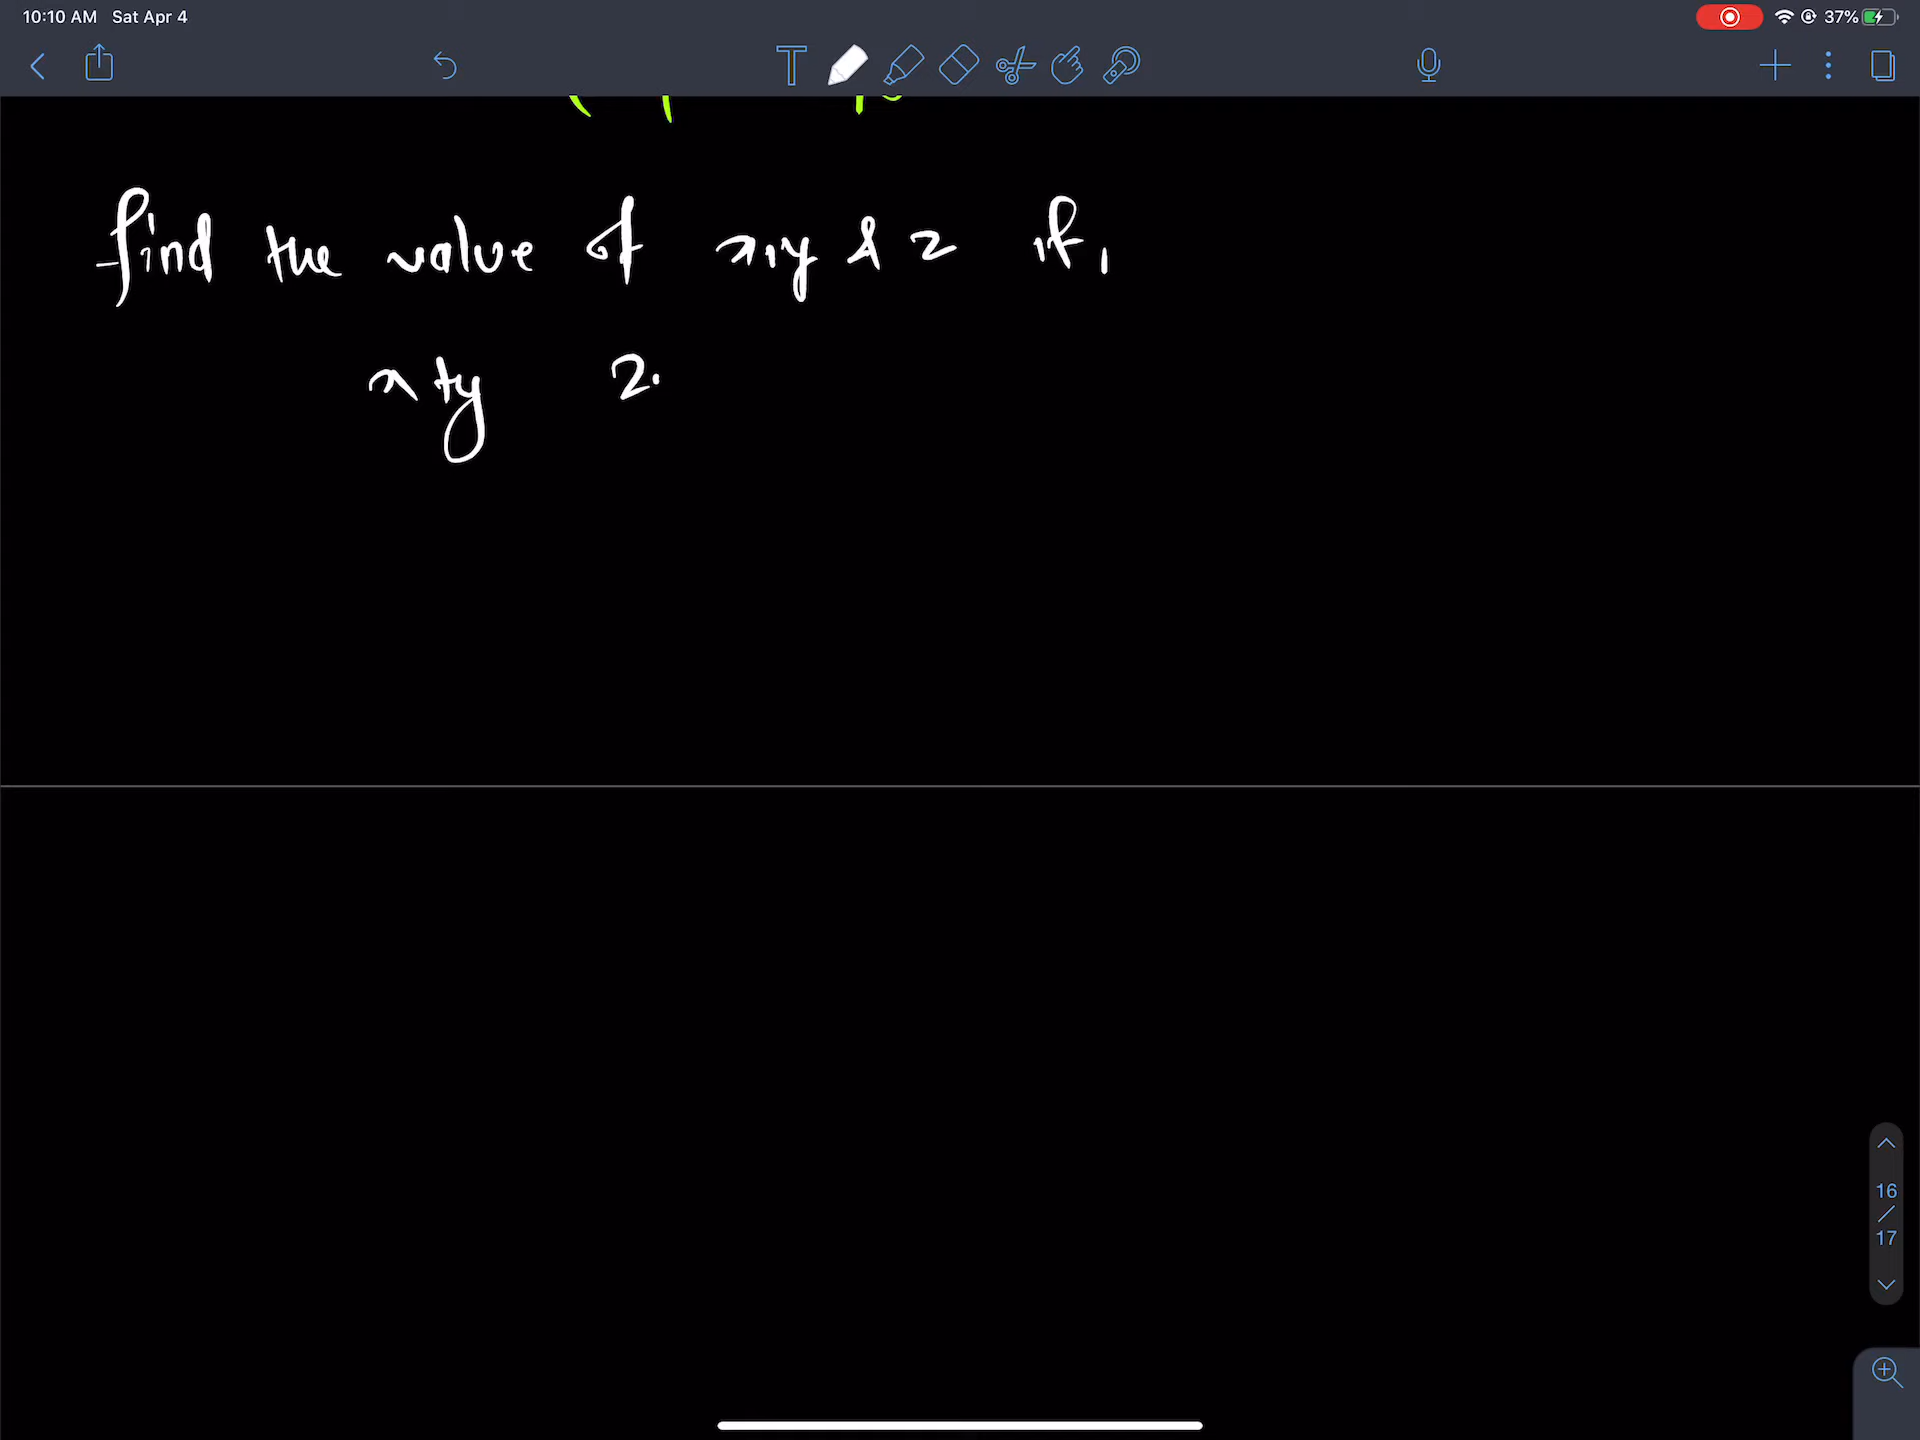 10:10 AM Sat Apr 4
37%
T
find the value of x,y & z if,
x+y 2.
16
/
17